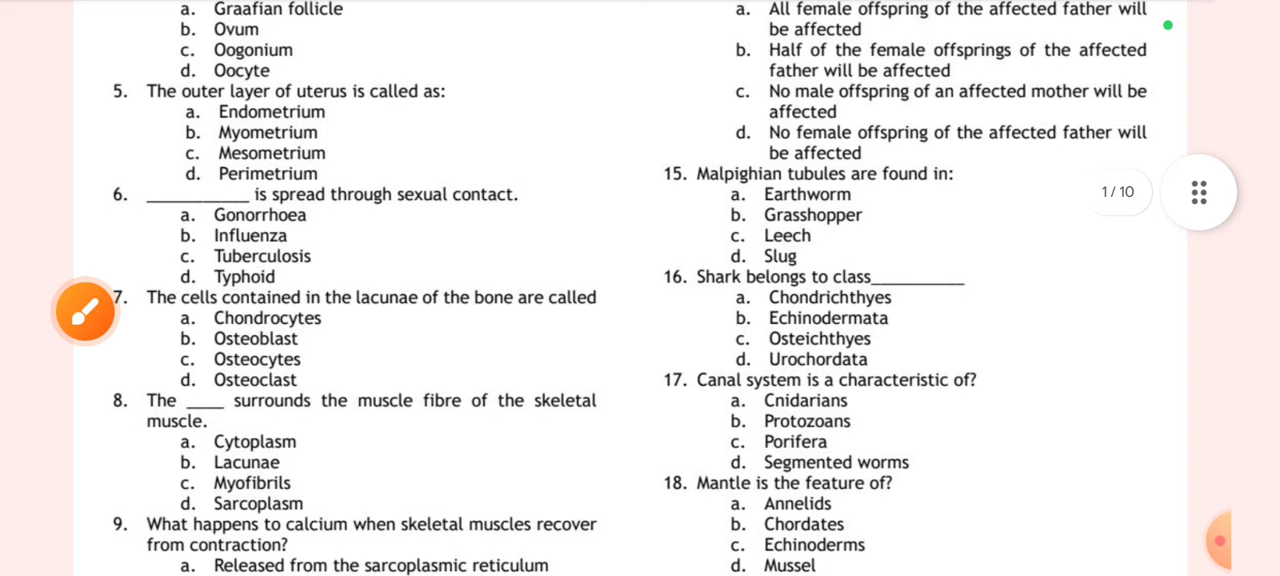 a. Graafian follicle
b. Ovum
c. Oogonium
d. Oocyte
5. The outer layer of uterus is called as:
a. Endometrium
b. Myometrium
c. Mesometrium
d. Perimetrium
6. ___________ is spread through sexual contact.
a. Gonorrhoea
b. Influenza
c. Tuberculosis
d. Typhoid
7. The cells contained in the lacunae of the bone are called
a. Chondrocytes
b. Osteoblast
c. Osteocytes
d. Osteoclast
8. The ____ surrounds the muscle fibre of the skeletal
muscle.
a. Cytoplasm
b. Lacunae
c. Myofibrils
d. Sarcoplasm
9. What happens to calcium when skeletal muscles recover
from contraction?
a. Released from the sarcoplasmic reticulum
a. All female offspring of the affected father will
be affected
b. Half of the female offsprings of the affected
father will be affected
c. No male offspring of an affected mother will be
affected
d. No female offspring of the affected father will
be affected
15. Malpighian tubules are found in:
a. Earthworm
b. Grasshopper
c. Leech
d. Slug
16. Shark belongs to class__________
a. Chondrichthyes
b. Echinodermata
c. Osteichthyes
d. Urochordata
17. Canal system is a characteristic of?
a. Cnidarians
b. Protozoans
c. Porifera
d. Segmented worms
18. Mantle is the feature of?
a. Annelids
b. Chordates
c. Echinoderms
d. Mussel
1 / 10